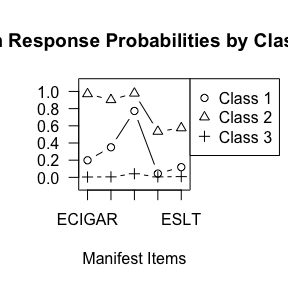 Response Probabilities by
1.0
0.8
0.6
0.4
0.2
0.0
Class 1
Class 2
Class 3
ECIGAR ESLT
Manifest Items